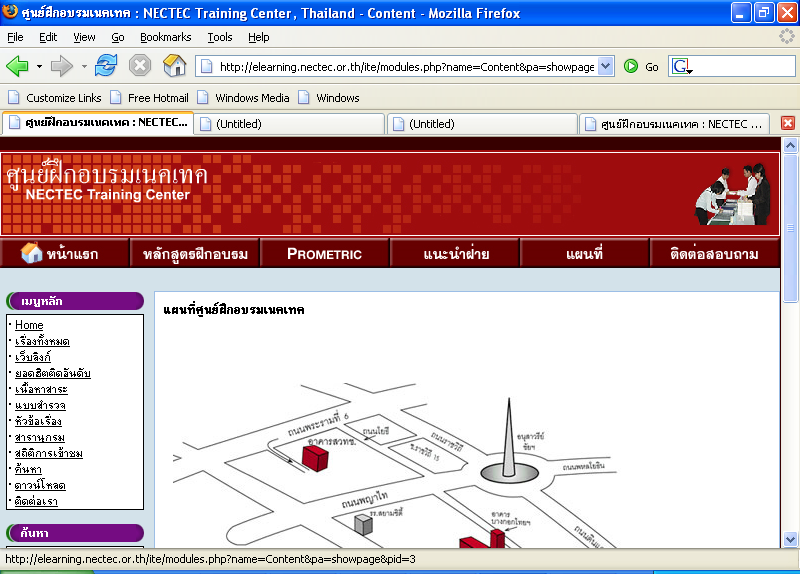 ศูนย์ฝึกอบรมเนคเทค : NECTEC Training Center, Thailand - Content - Mozilla Firefox
File Edit View Go Bookmarks Tools Help
http://elearning.nectec.or.th/ite/modules.php?name=Content&pa=showpage Go G
Customize Links Free Hotmail Windows Media Windows
ศูนย์ฝึกอบรมเนคเทค : NECTEC... (Untitled) (Untitled) ศูนย์ฝึกอบรมเนคเทค : NECTEC ...
ศูนย์ฝึกอบรมเนคเทค
NECTEC Training Center
หน้าแรก หลักสูตรฝึกอบรม PROMETRIC แนะนำฝ่าย แผนที่ ติดต่อสอบถาม
เมนูหลัก
· Home
· เรื่องทั้งหมด
· เว็บลิงก์
· ยอดฮิตติดอันดับ
· เนื้อหาสาระ
· แบบสำรวจ
· หัวข้อเรื่อง
· สารานุกรม
· สถิติการเข้าชม
· ค้นหา
· ดาวน์โหลด
· ติดต่อเรา
ค้นหา
แผนที่ศูนย์ฝึกอบรมเนคเทค
ถนนพระรามที่ 6
อาคารสวทช.
ถนนโยธี
ถนนราชวิถี
ซ.ราชวิถี 15
อนุสาวรีย์
ชัยฯ
ถนนพหลโยธิน
ถนนพญาไท
รร.สยามซิตี้
อาคาร
บางกอกไทยฯ
ถนนดินแดง
http://elearning.nectec.or.th/ite/modules.php?name=Content&pa=showpage&pid=3